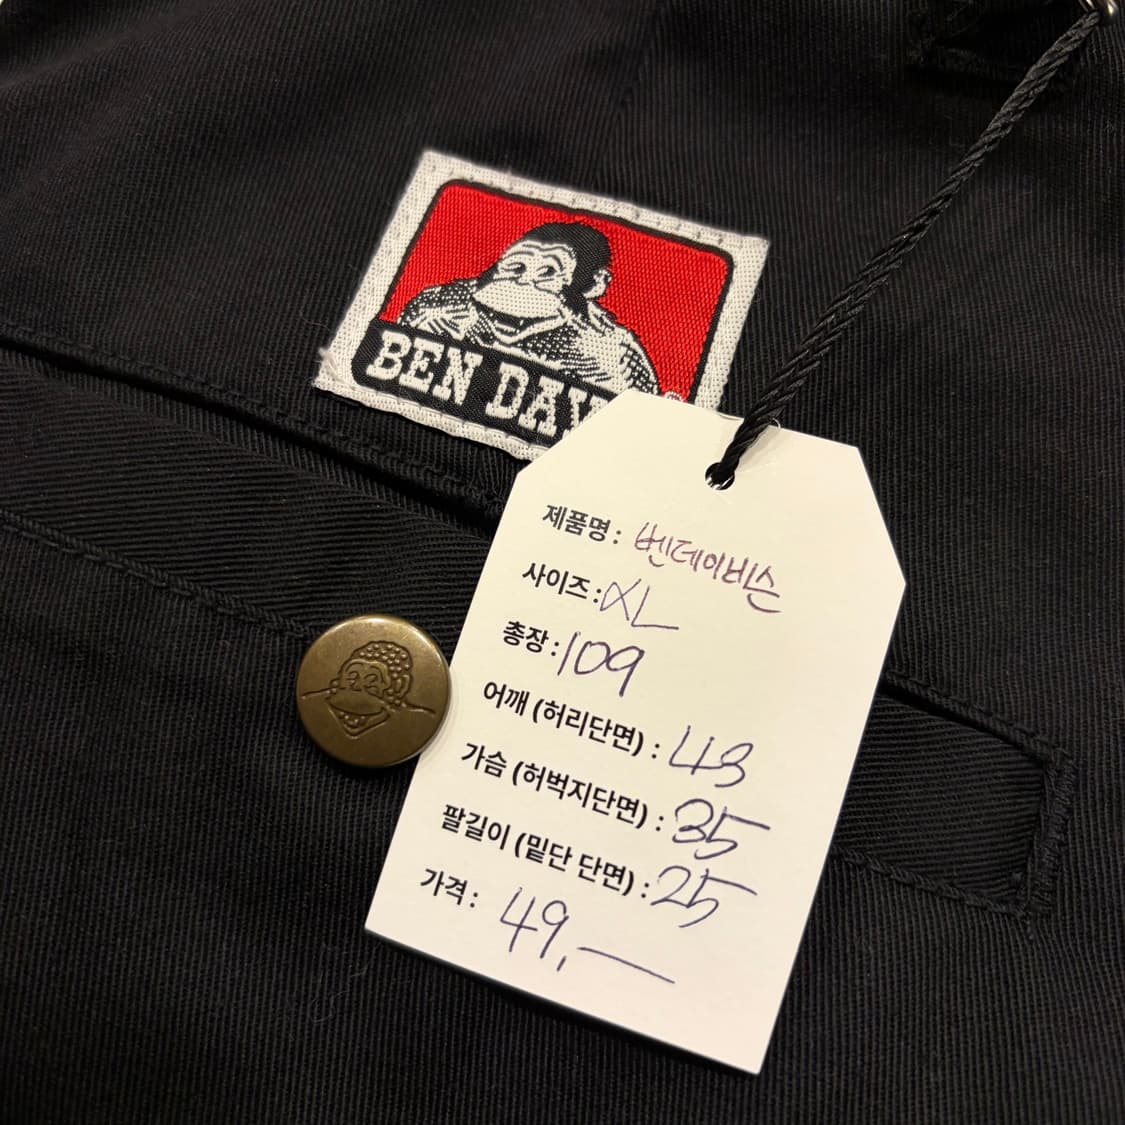 BEN DAV
제품명 : 벤데이비슨
사이즈 : XL
총장 : 109
어깨 (허리단면) : 43
가슴 (허벅지단면) : 35
팔길이 (밑단 단면) : 25
가격 : 49,—